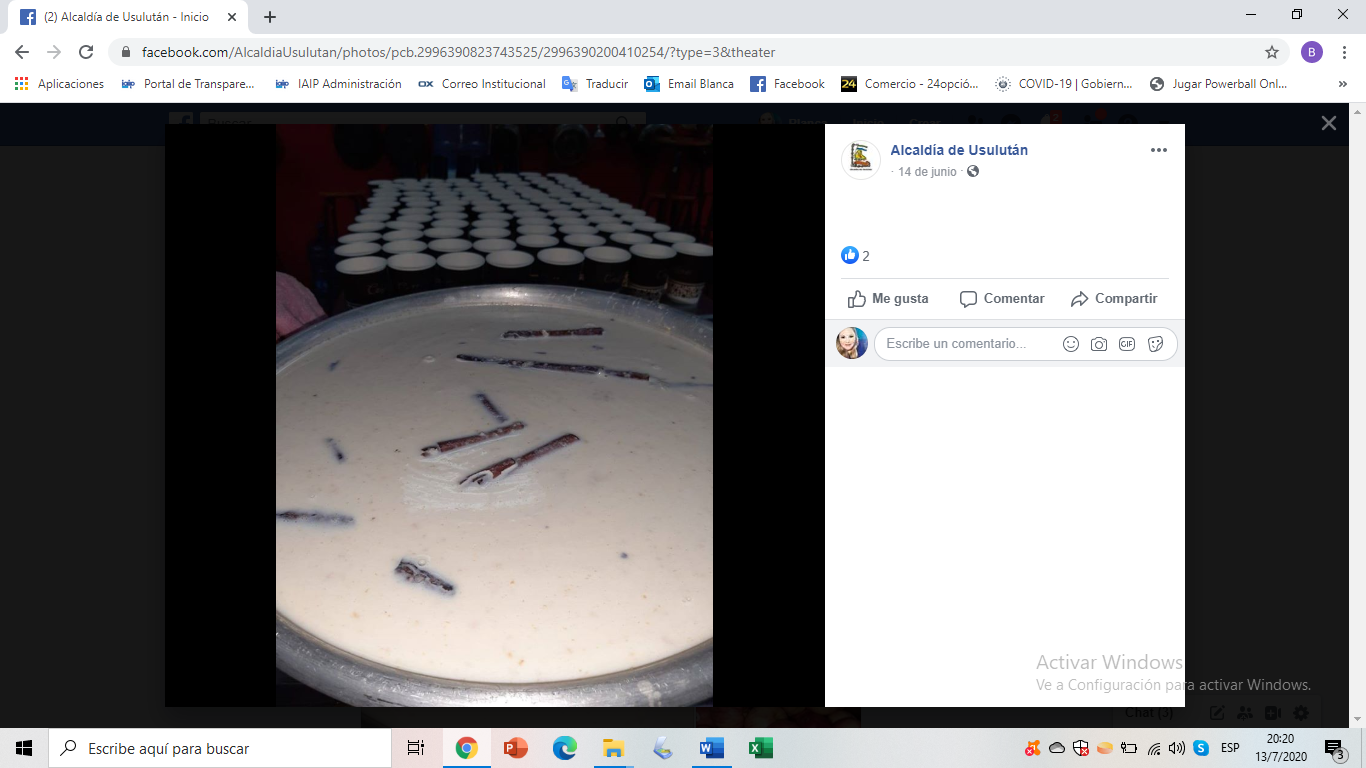 (2) Alcaldía de Usulután - Inicio
facebook.com/AlcaldiaUsulutan/photos/pcb.2996390823743525/2996390200410254/?type=3&theater
B
Aplicaciones
Portal de Transpare...
IAIP Administración
Correo Institucional
Traducir
Email Blanca
Facebook
24
Comercio - 24opció...
COVID-19 | Gobiern...
Jugar Powerball Onl...
Buscar
Alcaldía de Usulután
· 14 de junio ·
2
Me gusta
Comentar
Compartir
Escribe un comentario...
GIF
Activar Windows
Ve a Configuración para activar Windows.
Chat (3)
Escribe aquí para buscar
ESP
20:20
13/7/2020
3